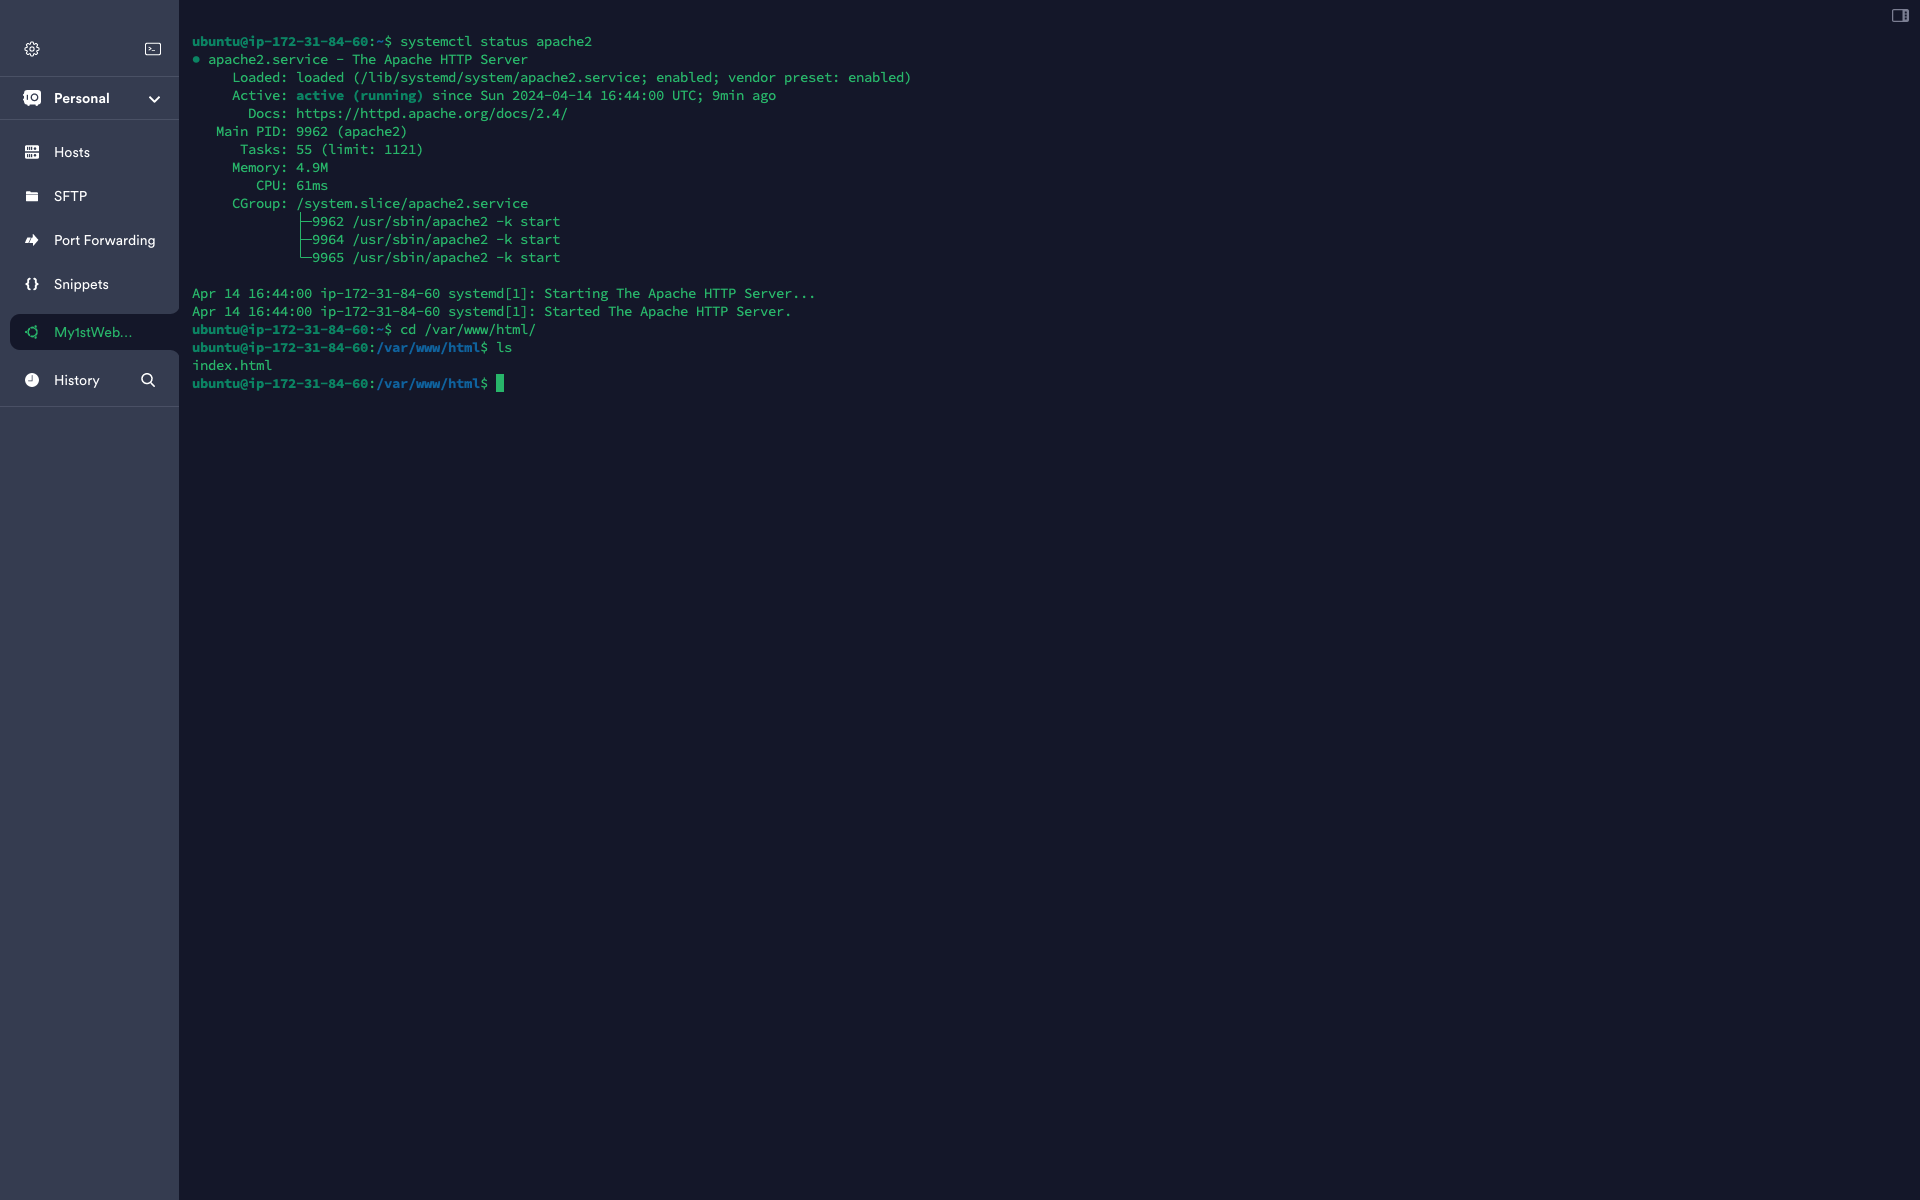 Personal
Hosts
SFTP
Port Forwarding
Snippets
My1stWeb...
History
ubuntu@ip-172-31-84-60:~$ systemctl status apache2
● apache2.service - The Apache HTTP Server
     Loaded: loaded (/lib/systemd/system/apache2.service; enabled; vendor preset: enabled)
     Active: active (running) since Sun 2024-04-14 16:44:00 UTC; 9min ago
       Docs: https://httpd.apache.org/docs/2.4/
   Main PID: 9962 (apache2)
      Tasks: 55 (limit: 1121)
     Memory: 4.9M
        CPU: 61ms
     CGroup: /system.slice/apache2.service
             ├─9962 /usr/sbin/apache2 -k start
             ├─9964 /usr/sbin/apache2 -k start
             └─9965 /usr/sbin/apache2 -k start
Apr 14 16:44:00 ip-172-31-84-60 systemd[1]: Starting The Apache HTTP Server...
Apr 14 16:44:00 ip-172-31-84-60 systemd[1]: Started The Apache HTTP Server.
ubuntu@ip-172-31-84-60:~$ cd /var/www/html/
ubuntu@ip-172-31-84-60:/var/www/html$ ls
index.html
ubuntu@ip-172-31-84-60:/var/www/html$